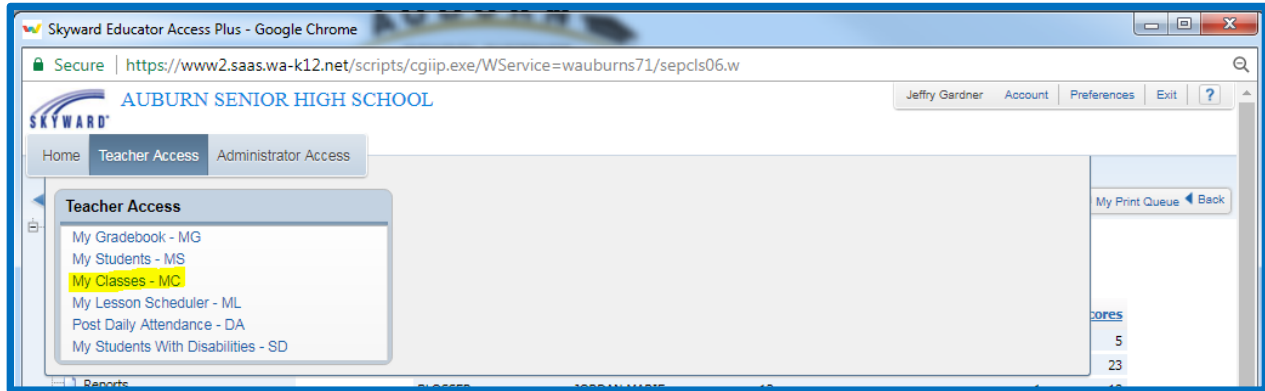 AUBURN
Skyward Educator Access Plus - Google Chrome
Secure | https://www2.saas.wa-k12.net/scripts/cgiip.exe/WService=wauburns71/sepcls06.w
SKYWARD
AUBURN SENIOR HIGH SCHOOL
Jeffry Gardner Account Preferences Exit ?
Home Teacher Access Administrator Access
Teacher Access
My Print Queue Back
My Gradebook - MG
My Students - MS
My Classes - MC
My Lesson Scheduler - ML
Post Daily Attendance - DA
My Students With Disabilities - SD
cores
5
23
Reports